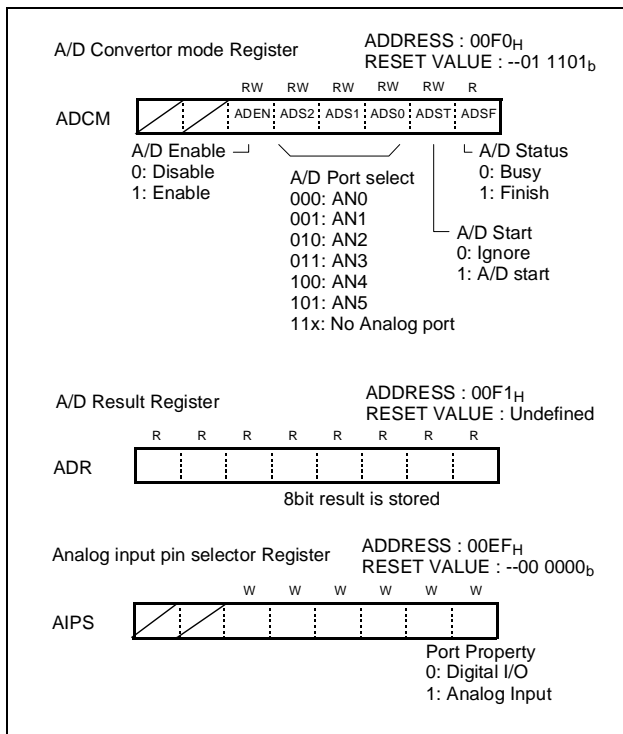 A/D Convertor mode Register
ADDRESS : 00F0H
RESET VALUE : --01 1101b
RW RW RW RW RW R
ADCM ADEN ADS2 ADS1 ADS0 ADST ADSF
A/D Enable
0: Disable
1: Enable
A/D Port select
000: AN0
001: AN1
010: AN2
011: AN3
100: AN4
101: AN5
11x: No Analog port
A/D Status
0: Busy
1: Finish
A/D Start
0: Ignore
1: A/D start
A/D Result Register
ADDRESS : 00F1H
RESET VALUE : Undefined
R R R R R R R R
ADR
8bit result is stored
Analog input pin selector Register
ADDRESS : 00EFH
RESET VALUE : --00 0000b
W W W W W W
AIPS
Port Property
0: Digital I/O
1: Analog Input